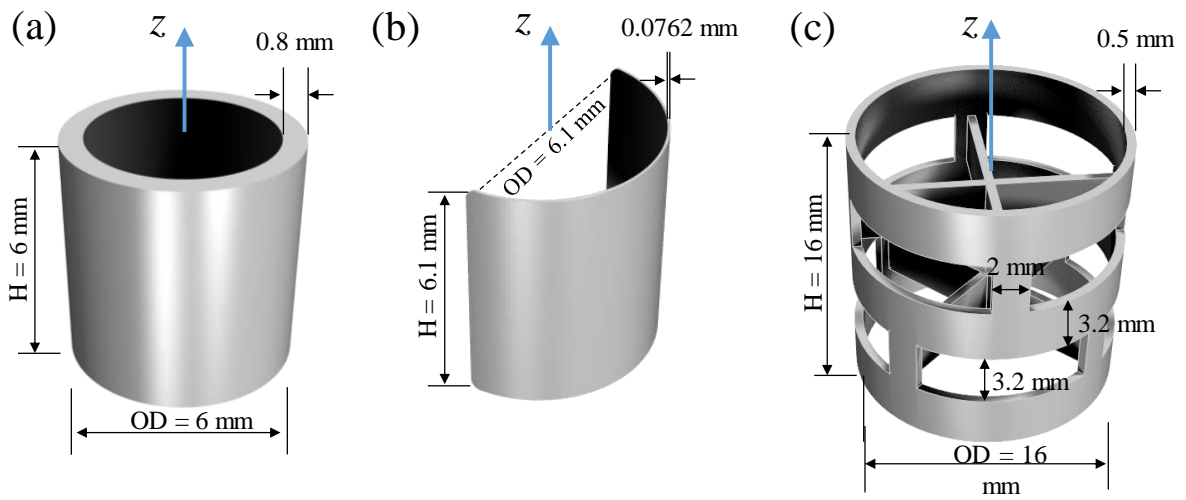 (a)
z
0.8 mm
H = 6 mm
OD = 6 mm
(b)
z
0.0762 mm
OD = 6.1 mm
H = 6.1 mm
(c)
z
0.5 mm
H = 16 mm
2 mm
3.2 mm
3.2 mm
OD = 16
mm